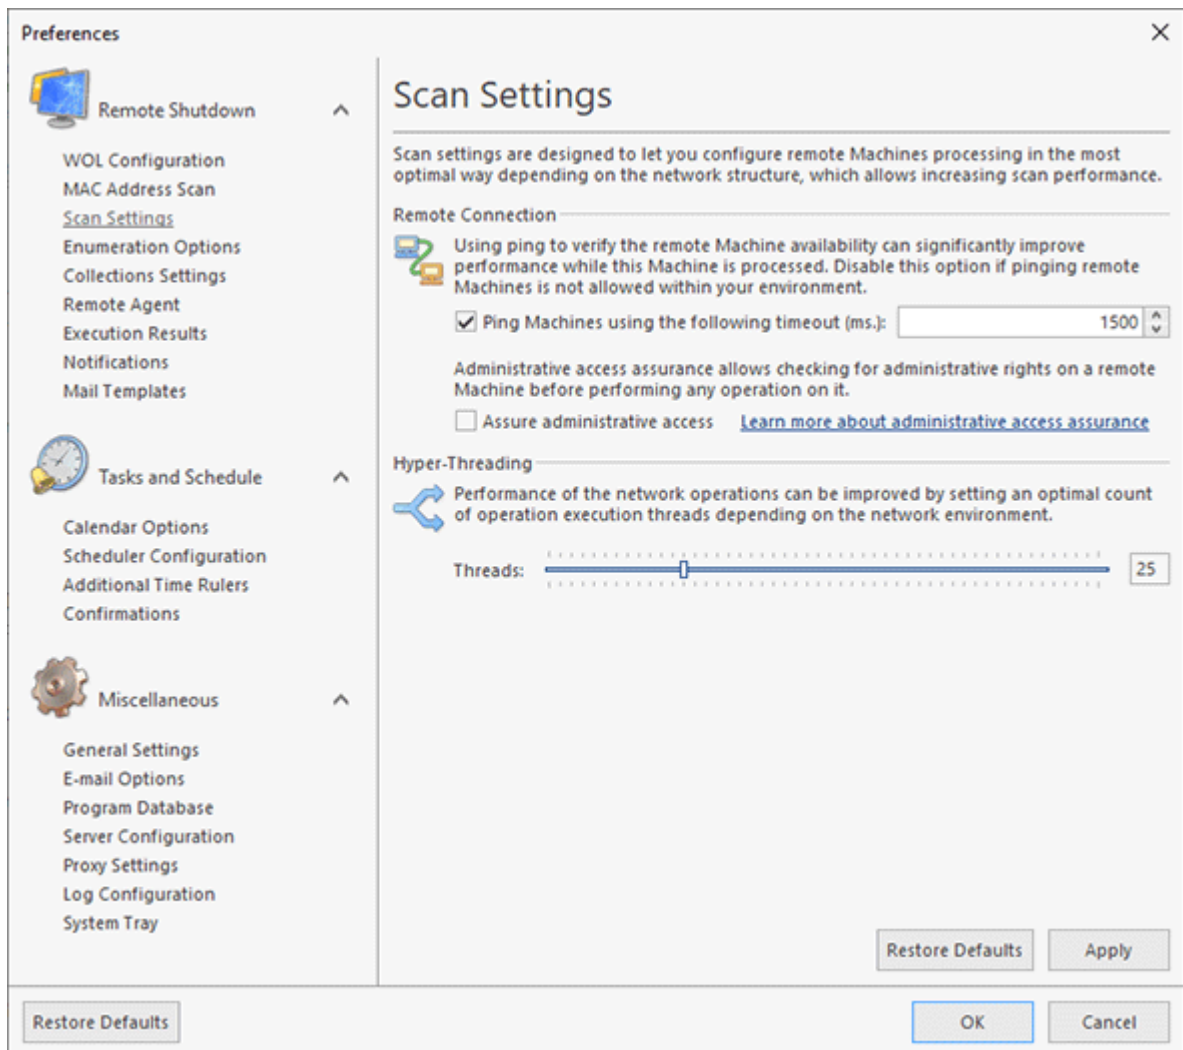 Preferences
Remote Shutdown
WOL Configuration
MAC Address Scan
Scan Settings
Enumeration Options
Collections Settings
Remote Agent
Execution Results
Notifications
Mail Templates
Tasks and Schedule
Calendar Options
Scheduler Configuration
Additional Time Rulers
Confirmations
Miscellaneous
General Settings
E-mail Options
Program Database
Server Configuration
Proxy Settings
Log Configuration
System Tray
Scan Settings
Scan settings are designed to let you configure remote Machines processing in the most
optimal way depending on the network structure, which allows increasing scan performance.
Remote Connection
Using ping to verify the remote Machine availability can significantly improve
performance while this Machine is processed. Disable this option if pinging remote
Machines is not allowed within your environment.
Ping Machines using the following timeout (ms.): 1500
Administrative access assurance allows checking for administrative rights on a remote
Machine before performing any operation on it.
Assure administrative access Learn more about administrative access assurance
Hyper-Threading
Performance of the network operations can be improved by setting an optimal count
of operation execution threads depending on the network environment.
Threads: 25
Restore Defaults Apply
Restore Defaults OK Cancel